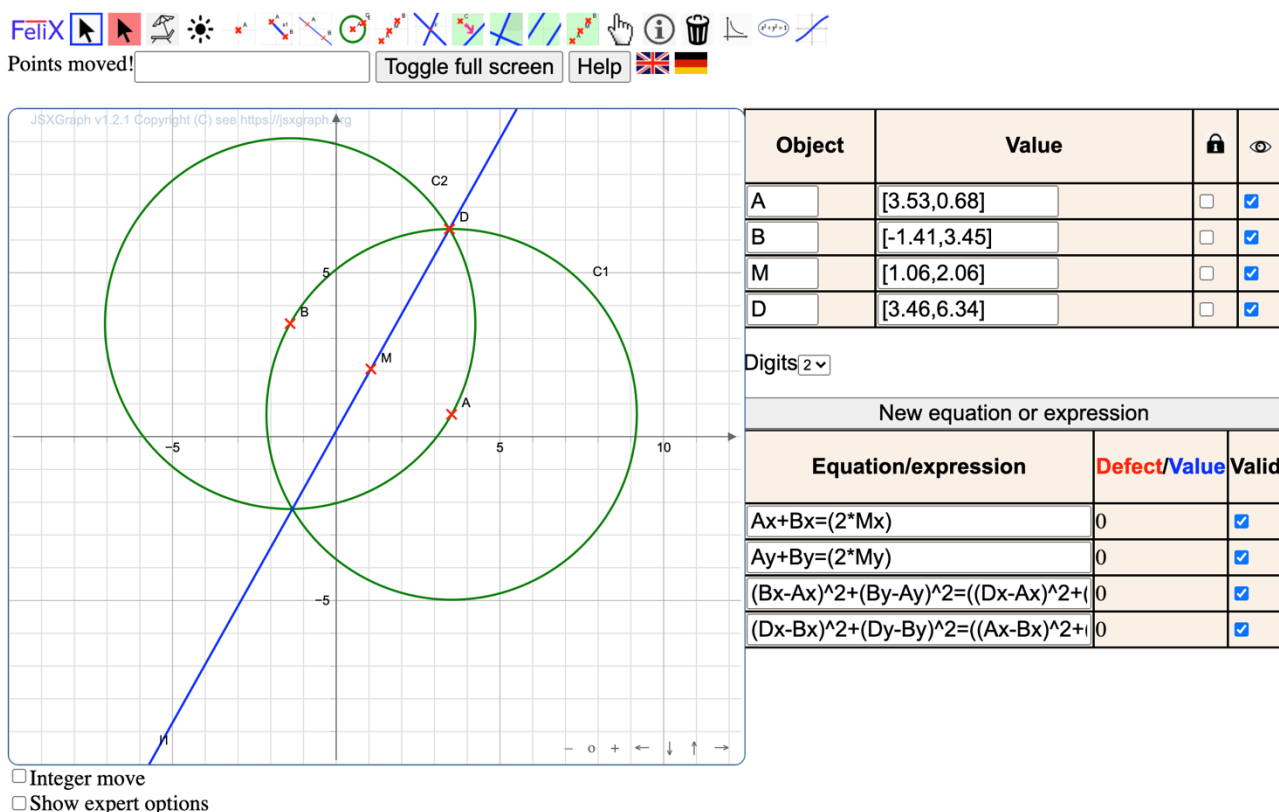 FeliX
Points moved! Toggle full screen Help
JSXGraph v1.2.1 Copyright (C) see https://jsxgraph.org
C2
D
C1
5
B
M
A
−5 5 10
−5
l1
− o + ← ↓ ↑ →
Integer move
Show expert options
Object Value
A [3.53,0.68]
B [-1.41,3.45]
M [1.06,2.06]
D [3.46,6.34]
Digits 2
New equation or expression
Equation/expression Defect/Value Valid
Ax+Bx=(2*Mx) 0
Ay+By=(2*My) 0
(Bx-Ax)^2+(By-Ay)^2=((Dx-Ax)^2+( 0
(Dx-Bx)^2+(Dy-By)^2=((Ax-Bx)^2+( 0